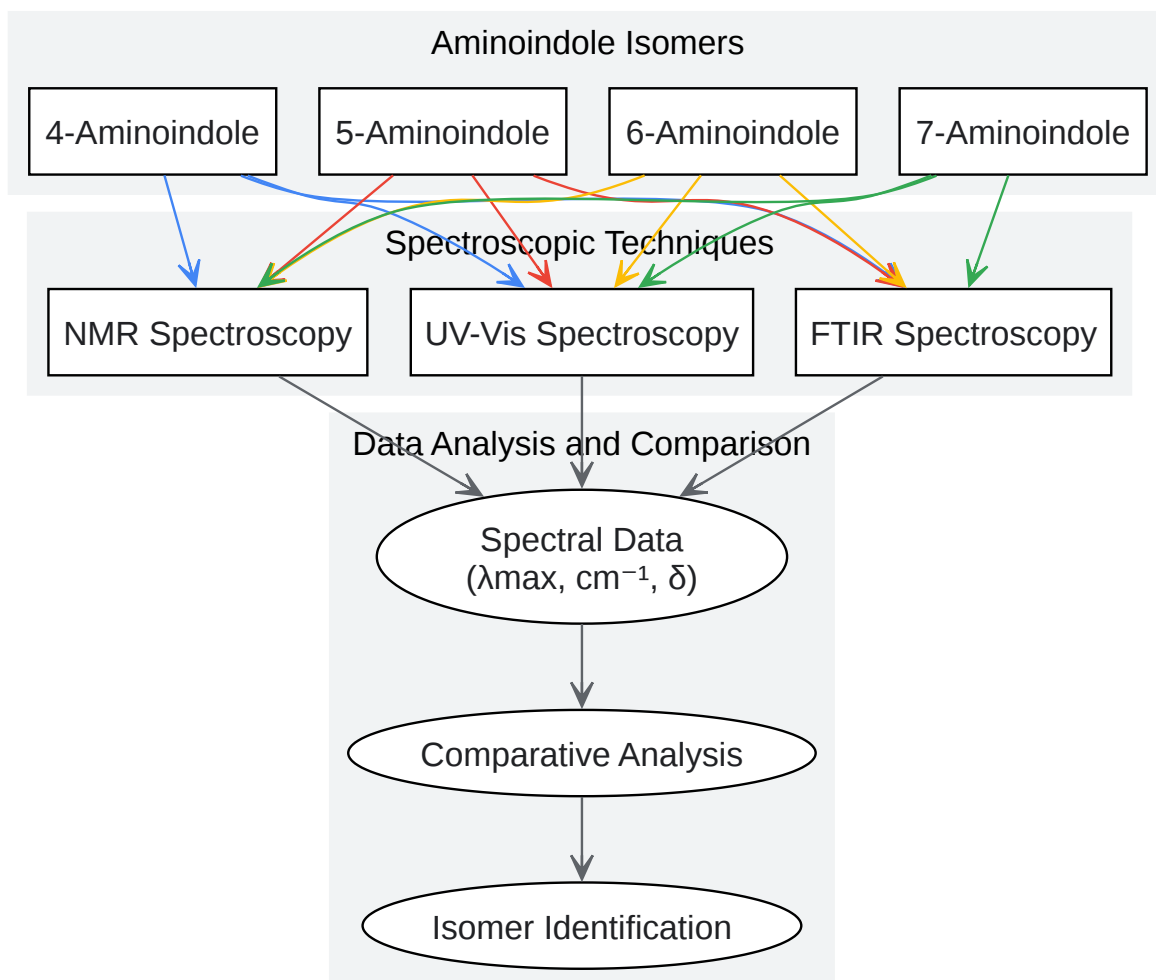 Aminoindole Isomers
4-Aminoindole
5-Aminoindole
6-Aminoindole
7-Aminoindole
Spectroscopic Techniques
NMR Spectroscopy
UV-Vis Spectroscopy
FTIR Spectroscopy
Data Analysis and Comparison
Spectral Data
(λmax, cm⁻¹, δ)
Comparative Analysis
Isomer Identification